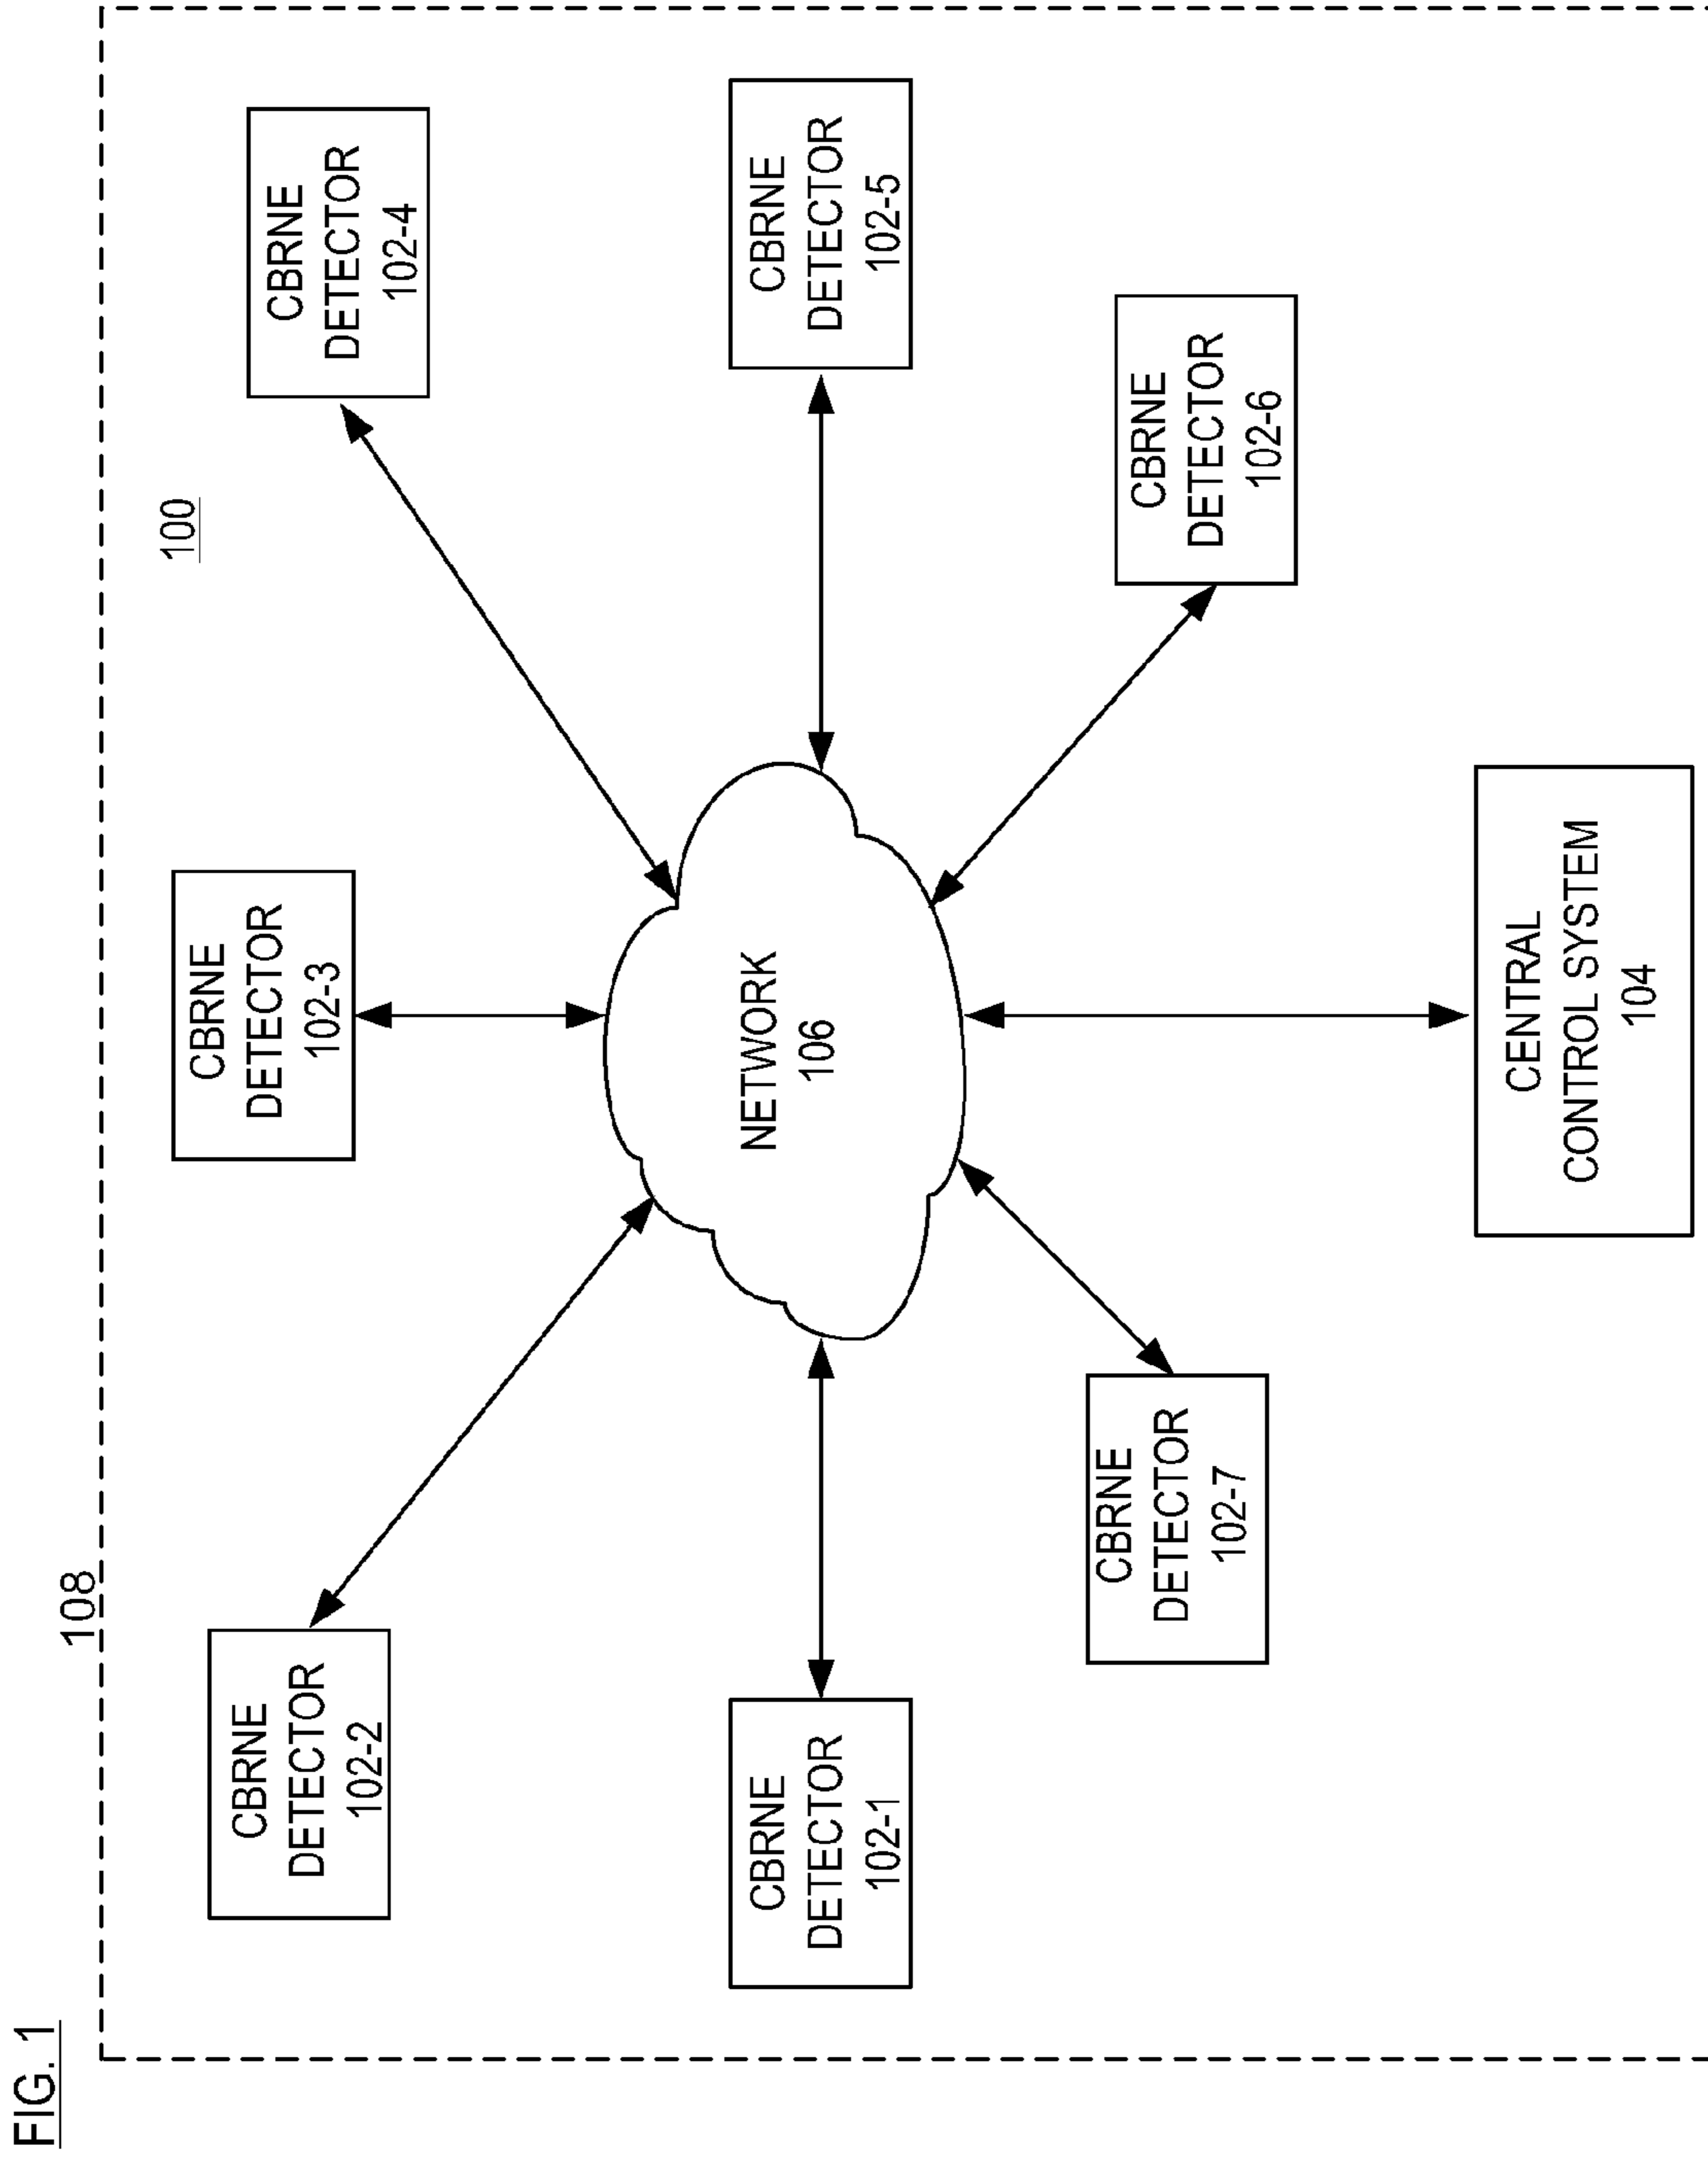 FIG. 1
108
100
CBRNE
DETECTOR
102-2
CBRNE
DETECTOR
102-3
CBRNE
DETECTOR
102-4
CBRNE
DETECTOR
102-1
NETWORK
106
CBRNE
DETECTOR
102-5
CBRNE
DETECTOR
102-7
CBRNE
DETECTOR
102-6
CENTRAL
CONTROL SYSTEM
104